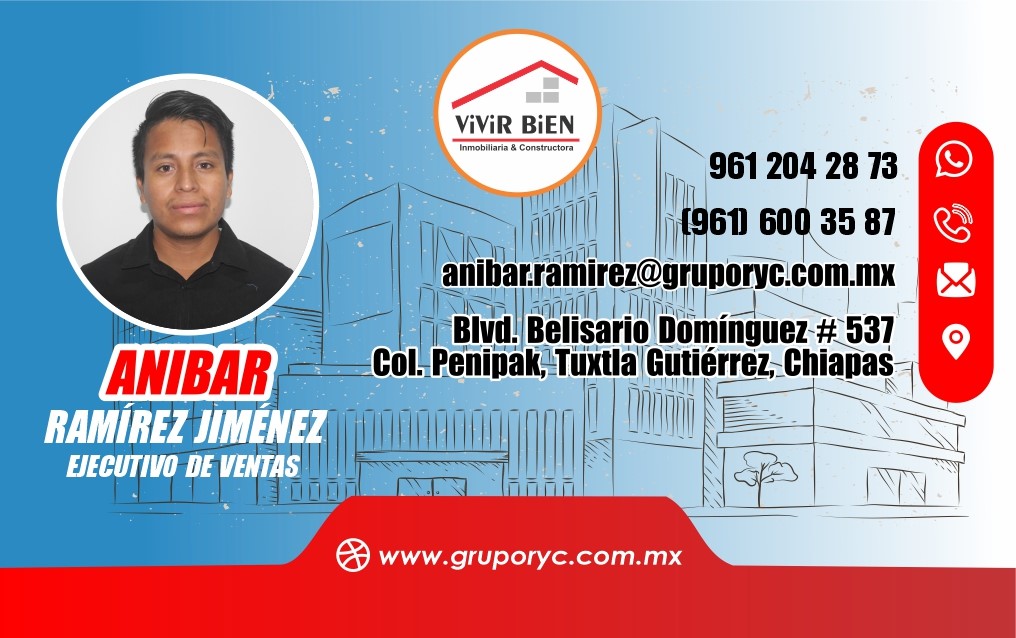 ViViR BiEN
Inmobiliaria & Constructora
961 204 28 73
(961) 600 35 87
anibar.ramirez@gruporyc.com.mx
Blvd. Belisario Domínguez # 537
Col. Penipak, Tuxtla Gutiérrez, Chiapas
ANIBAR
RAMÍREZ JIMÉNEZ
EJECUTIVO DE VENTAS
www.gruporyc.com.mx